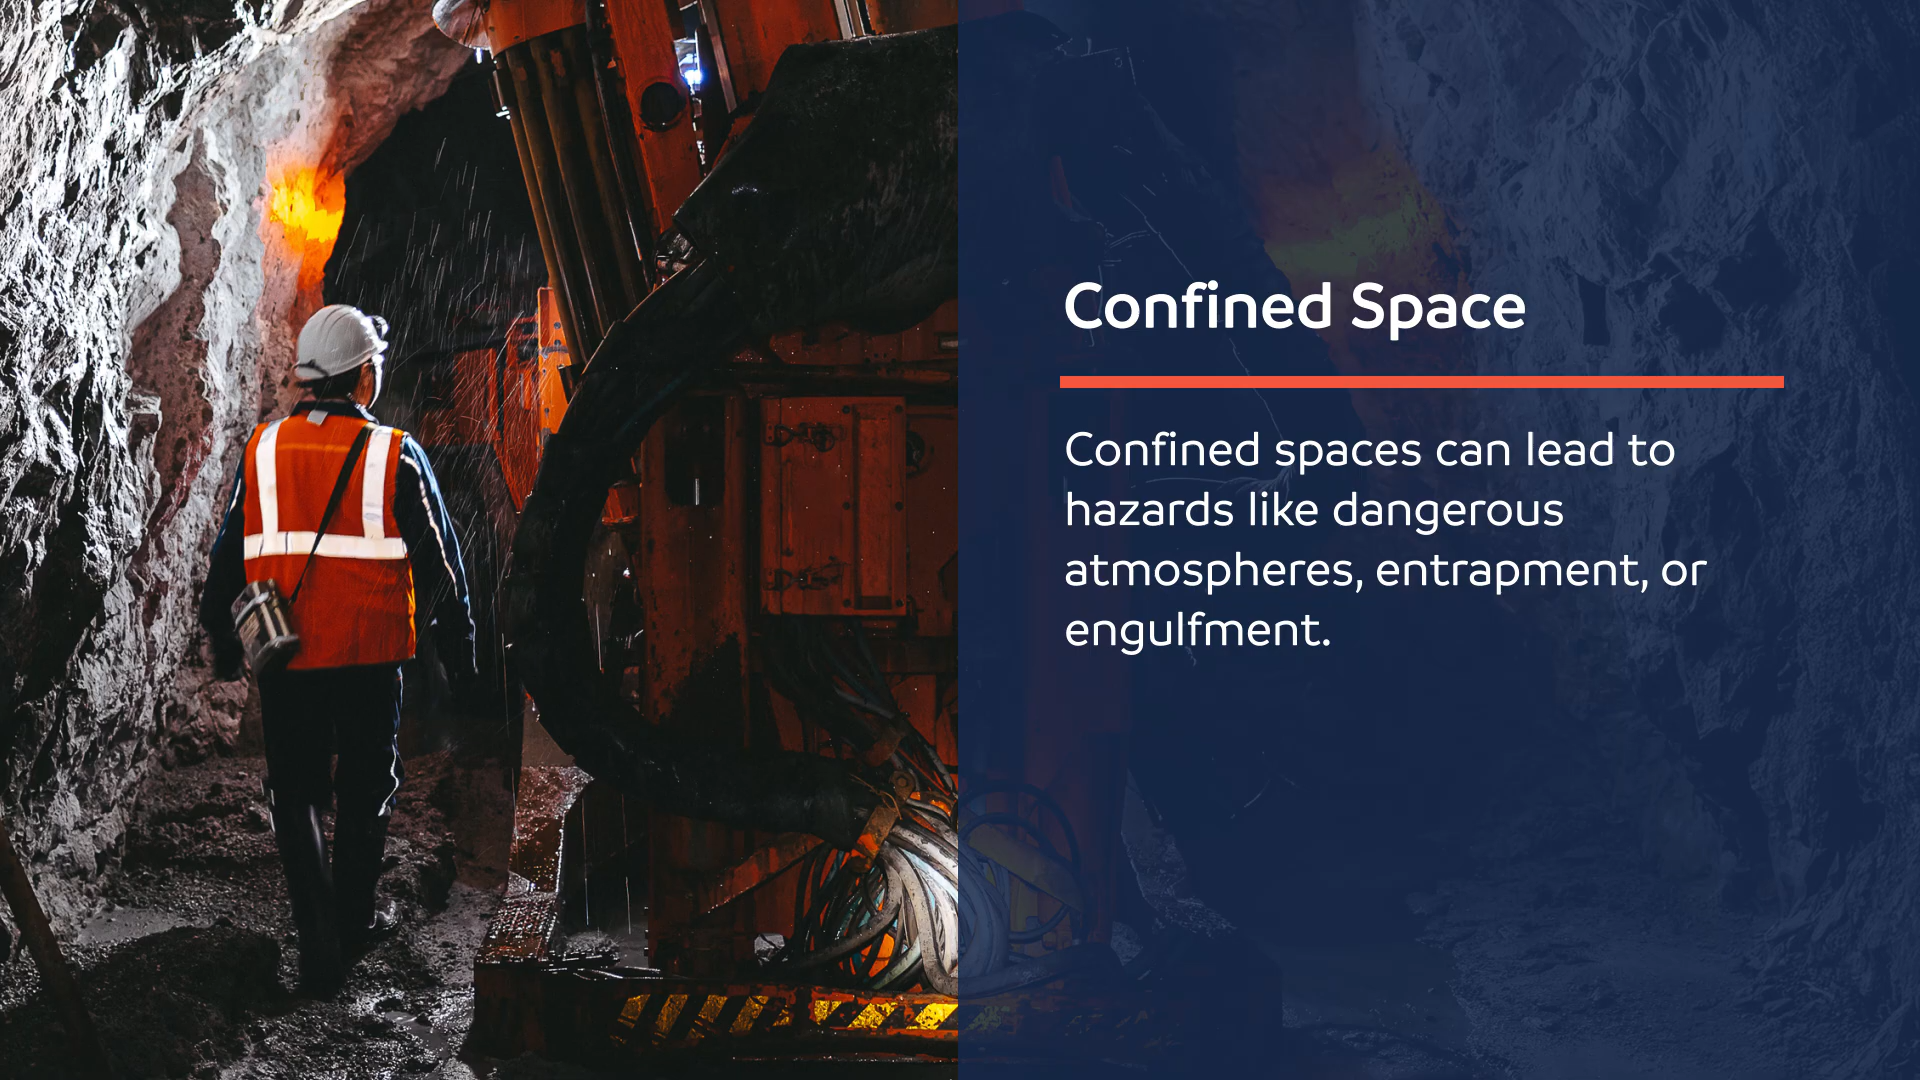 Confined Space
Confined spaces can lead to
hazards like dangerous
atmospheres, entrapment, or
engulfment.